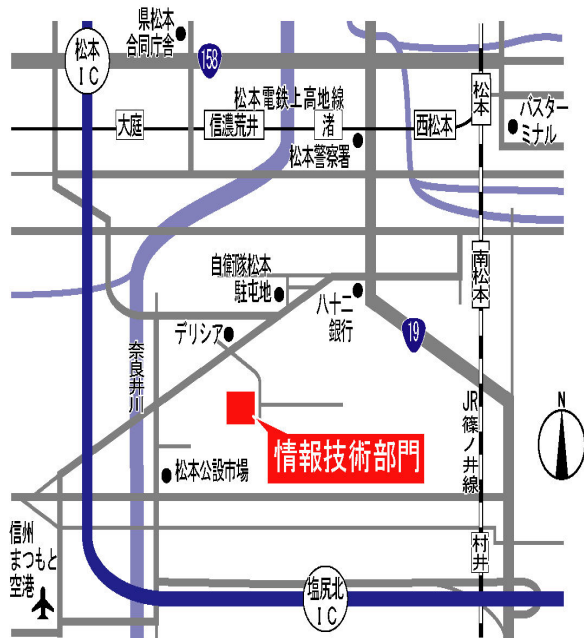 県松本
合同庁舎
松本
IC
158
松本電鉄上高地線
大庭
信濃荒井
渚
西松本
松本
バスター
ミナル
松本警察署
自衛隊松本
駐屯地
八十二
銀行
南松本
デリシア
19
奈良井川
JR篠ノ井線
N
情報技術部門
松本公設市場
村井
信州
まつもと
空港
塩尻北
IC